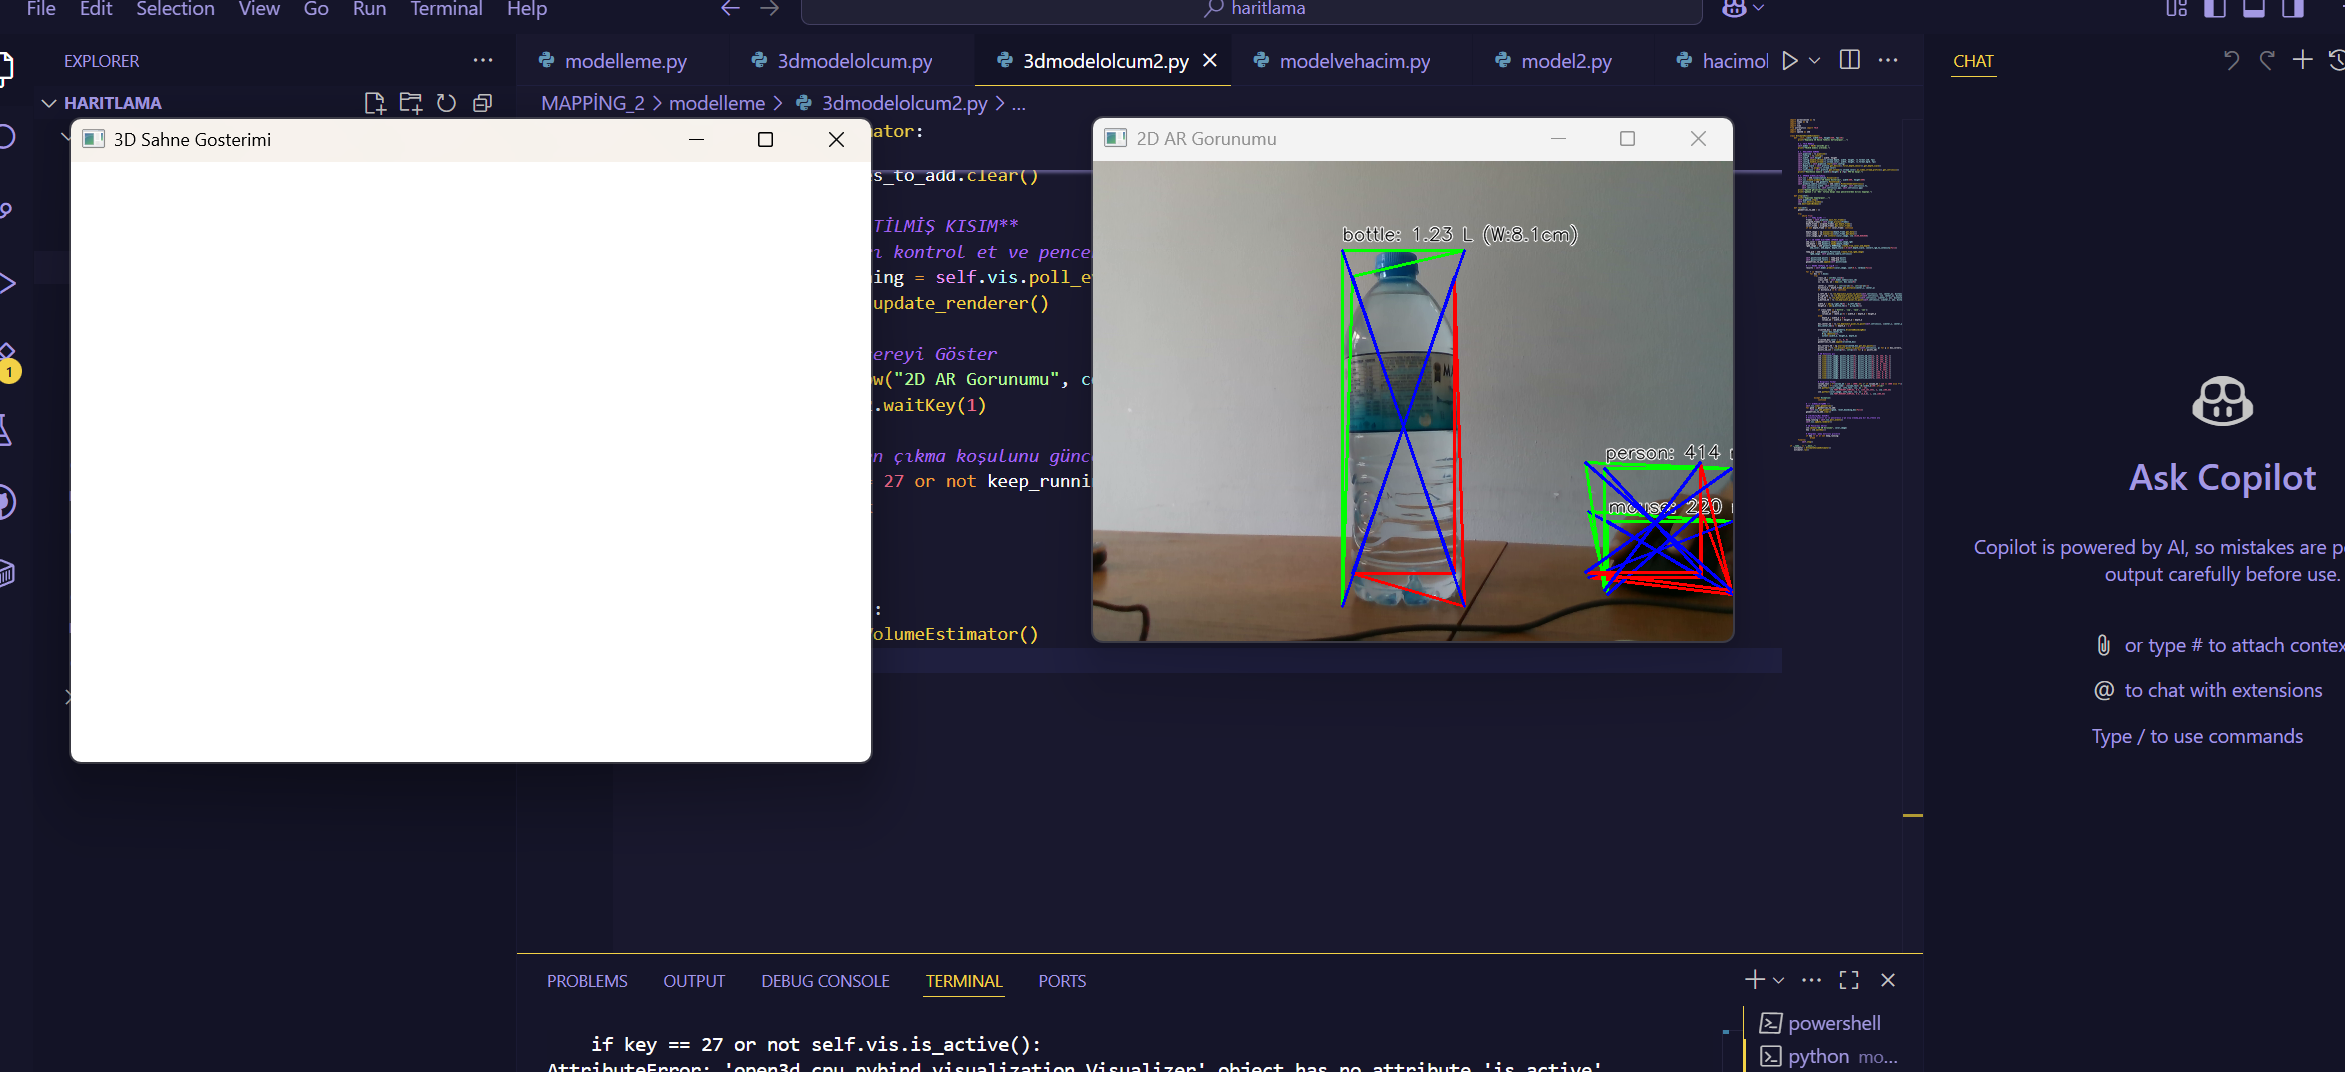 File Edit Selection View Go Run Terminal Help
haritlama
EXPLORER
HARITLAMA
modelleme.py
3dmodelolcum.py
3dmodelolcum2.py
modelvehacim.py
model2.py
hacimol
MAPPİNG_2 > modelleme > 3dmodelolcum2.py > ...
3D Sahne Gosterimi
ator:
s_to_add.clear()
TİLMİŞ KISIM**
ı kontrol et ve pence
ing = self.vis.poll_e
update_renderer()
ereyi Göster
w("2D AR Gorunumu", c
.waitKey(1)
n çıkma koşulunu günc
27 or not keep_runni
:
VolumeEstimator()
2D AR Gorunumu
bottle: 1.23 L (W:8.1cm)
person: 414
mouse: 220
1
CHAT
Ask Copilot
Copilot is powered by AI, so mistakes are p
output carefully before use.
or type # to attach contex
@ to chat with extensions
Type / to use commands
PROBLEMS OUTPUT DEBUG CONSOLE TERMINAL PORTS
if key == 27 or not self.vis.is_active():
AttributeError: 'open3d.cpu.pybind.visualization.Visualizer' object has no attribute 'is_active'
powershell
python mo...